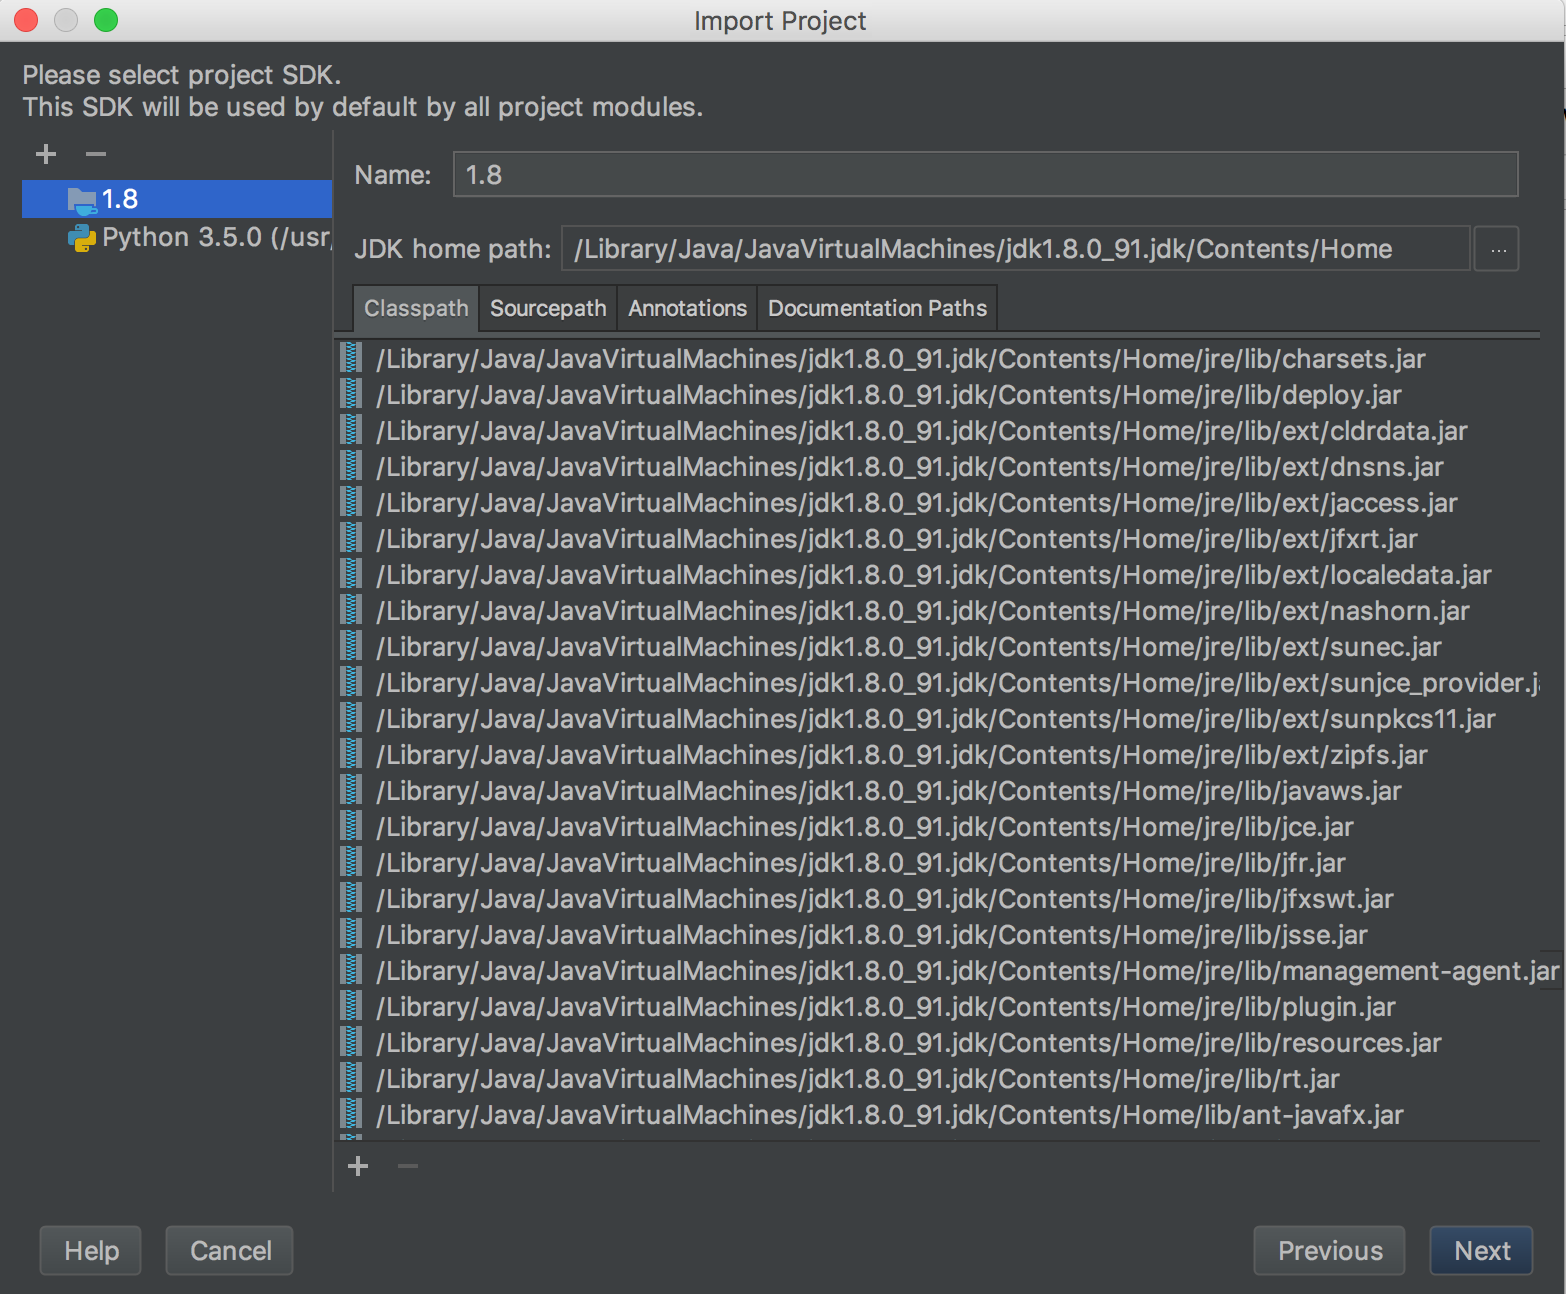 Import Project
Please select project SDK.
This SDK will be used by default by all project modules.
1.8
Python 3.5.0 (/usr/
Name: 1.8
JDK home path: /Library/Java/JavaVirtualMachines/jdk1.8.0_91.jdk/Contents/Home ...
Classpath Sourcepath Annotations Documentation Paths
/Library/Java/JavaVirtualMachines/jdk1.8.0_91.jdk/Contents/Home/jre/lib/charsets.jar
/Library/Java/JavaVirtualMachines/jdk1.8.0_91.jdk/Contents/Home/jre/lib/deploy.jar
/Library/Java/JavaVirtualMachines/jdk1.8.0_91.jdk/Contents/Home/jre/lib/ext/cldrdata.jar
/Library/Java/JavaVirtualMachines/jdk1.8.0_91.jdk/Contents/Home/jre/lib/ext/dnsns.jar
/Library/Java/JavaVirtualMachines/jdk1.8.0_91.jdk/Contents/Home/jre/lib/ext/jaccess.jar
/Library/Java/JavaVirtualMachines/jdk1.8.0_91.jdk/Contents/Home/jre/lib/ext/jfxrt.jar
/Library/Java/JavaVirtualMachines/jdk1.8.0_91.jdk/Contents/Home/jre/lib/ext/localedata.jar
/Library/Java/JavaVirtualMachines/jdk1.8.0_91.jdk/Contents/Home/jre/lib/ext/nashorn.jar
/Library/Java/JavaVirtualMachines/jdk1.8.0_91.jdk/Contents/Home/jre/lib/ext/sunec.jar
/Library/Java/JavaVirtualMachines/jdk1.8.0_91.jdk/Contents/Home/jre/lib/ext/sunjce_provider.ja
/Library/Java/JavaVirtualMachines/jdk1.8.0_91.jdk/Contents/Home/jre/lib/ext/sunpkcs11.jar
/Library/Java/JavaVirtualMachines/jdk1.8.0_91.jdk/Contents/Home/jre/lib/ext/zipfs.jar
/Library/Java/JavaVirtualMachines/jdk1.8.0_91.jdk/Contents/Home/jre/lib/javaws.jar
/Library/Java/JavaVirtualMachines/jdk1.8.0_91.jdk/Contents/Home/jre/lib/jce.jar
/Library/Java/JavaVirtualMachines/jdk1.8.0_91.jdk/Contents/Home/jre/lib/jfr.jar
/Library/Java/JavaVirtualMachines/jdk1.8.0_91.jdk/Contents/Home/jre/lib/jfxswt.jar
/Library/Java/JavaVirtualMachines/jdk1.8.0_91.jdk/Contents/Home/jre/lib/jsse.jar
/Library/Java/JavaVirtualMachines/jdk1.8.0_91.jdk/Contents/Home/jre/lib/management-agent.jar
/Library/Java/JavaVirtualMachines/jdk1.8.0_91.jdk/Contents/Home/jre/lib/plugin.jar
/Library/Java/JavaVirtualMachines/jdk1.8.0_91.jdk/Contents/Home/jre/lib/resources.jar
/Library/Java/JavaVirtualMachines/jdk1.8.0_91.jdk/Contents/Home/jre/lib/rt.jar
/Library/Java/JavaVirtualMachines/jdk1.8.0_91.jdk/Contents/Home/lib/ant-javafx.jar
Help Cancel Previous Next